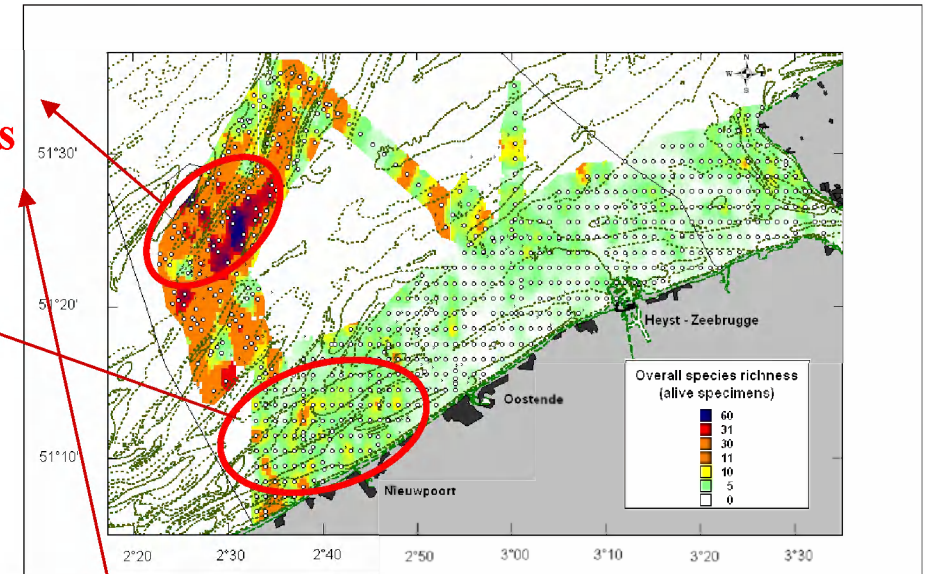 s
N
W E
S
51°30'
51°20'
51°10'
Heyst - Zeebrugge
Oostende
Nieuwpoort
Overall species richness
(alive specimens)
60
31
30
11
10
5
0
2°20 2°30 2°40 2°50 3°00 3°10 3°20 3°30